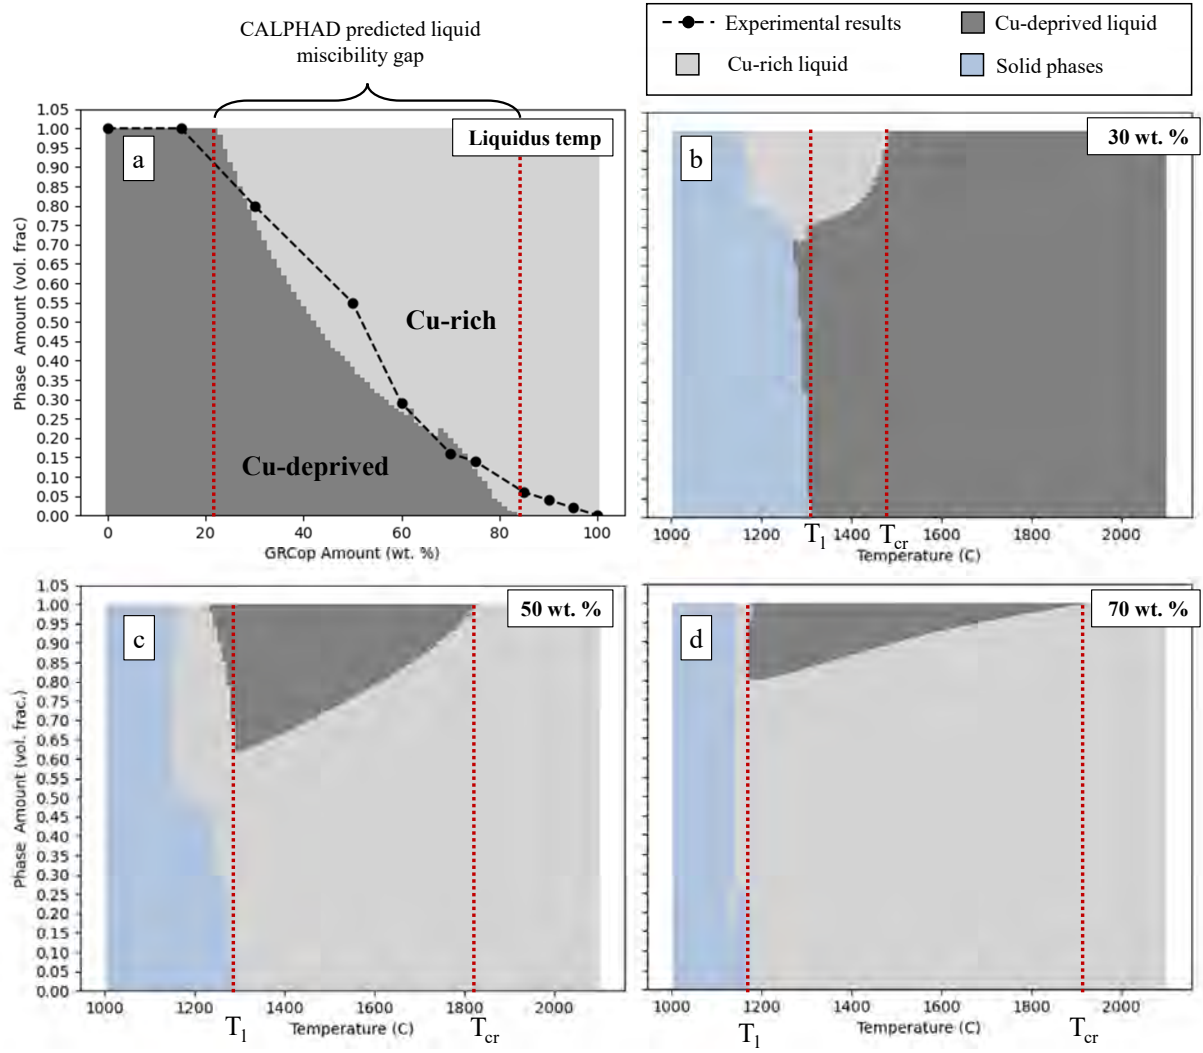 CALPHAD predicted liquid
miscibility gap
Experimental results
Cu-deprived liquid
Cu-rich liquid
Solid phases
1.05
1.00
0.95
0.90
0.85
0.80
0.75
0.70
0.65
0.60
0.55
0.50
0.45
0.40
0.35
0.30
0.25
0.20
0.15
0.10
0.05
0.00
Phase Amount (vol. frac)
a
Liquidus temp
Cu-rich
Cu-deprived
0 20 40 60 80 100
GRCop Amount (wt. %)
b
30 wt. %
1000 1200 1400 1600 1800 2000
Tl Tcr
Temperature (C)
1.05
1.00
0.95
0.90
0.85
0.80
0.75
0.70
0.65
0.60
0.55
0.50
0.45
0.40
0.35
0.30
0.25
0.20
0.15
0.10
0.05
0.00
Phase Amount (vol. frac.)
c
50 wt. %
1000 1200 1400 1600 1800 2000
Tl Temperature (C) Tcr
d
70 wt. %
1000 1200 1400 1600 1800 2000
Tl Temperature (C) Tcr